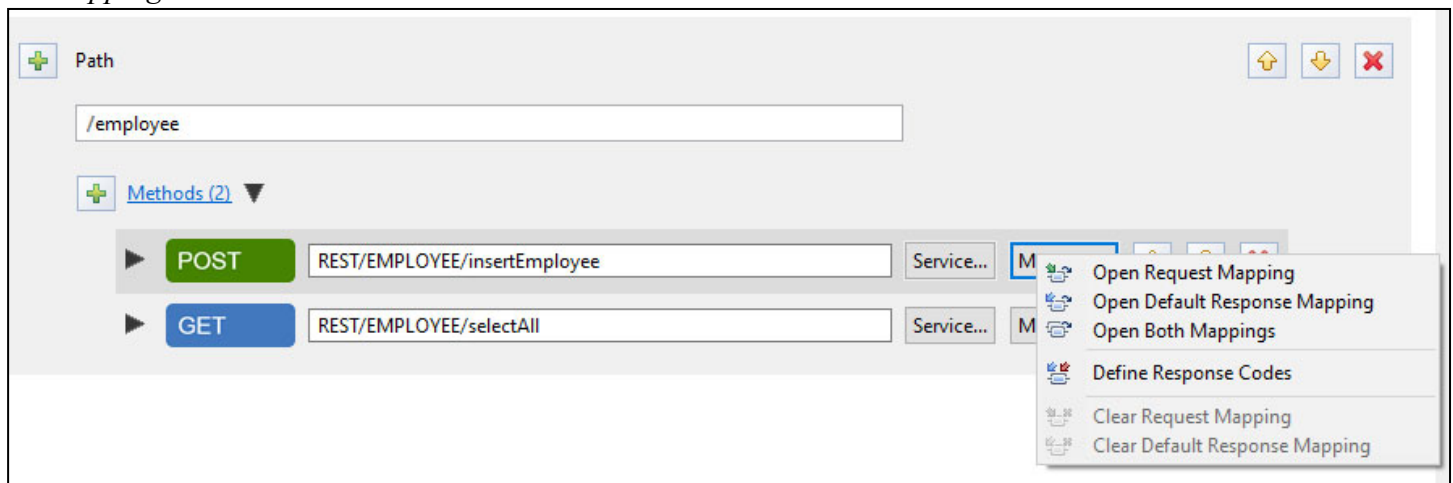 Path
/employee
Methods (2)
POST REST/EMPLOYEE/insertEmployee Service... M
Open Request Mapping
Open Default Response Mapping
GET REST/EMPLOYEE/selectAll Service... M
Open Both Mappings
Define Response Codes
Clear Request Mapping
Clear Default Response Mapping